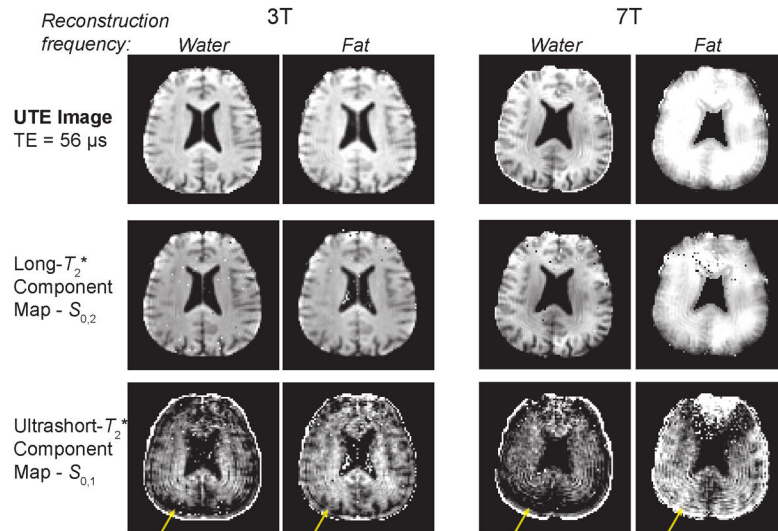 Reconstruction frequency:
3T
7T
Water
Fat
Water
Fat
UTE Image
TE = 56 µs
Long-T₂*
Component
Map - S₀,₂
Ultrashort-T₂*
Component
Map - S₀,₁